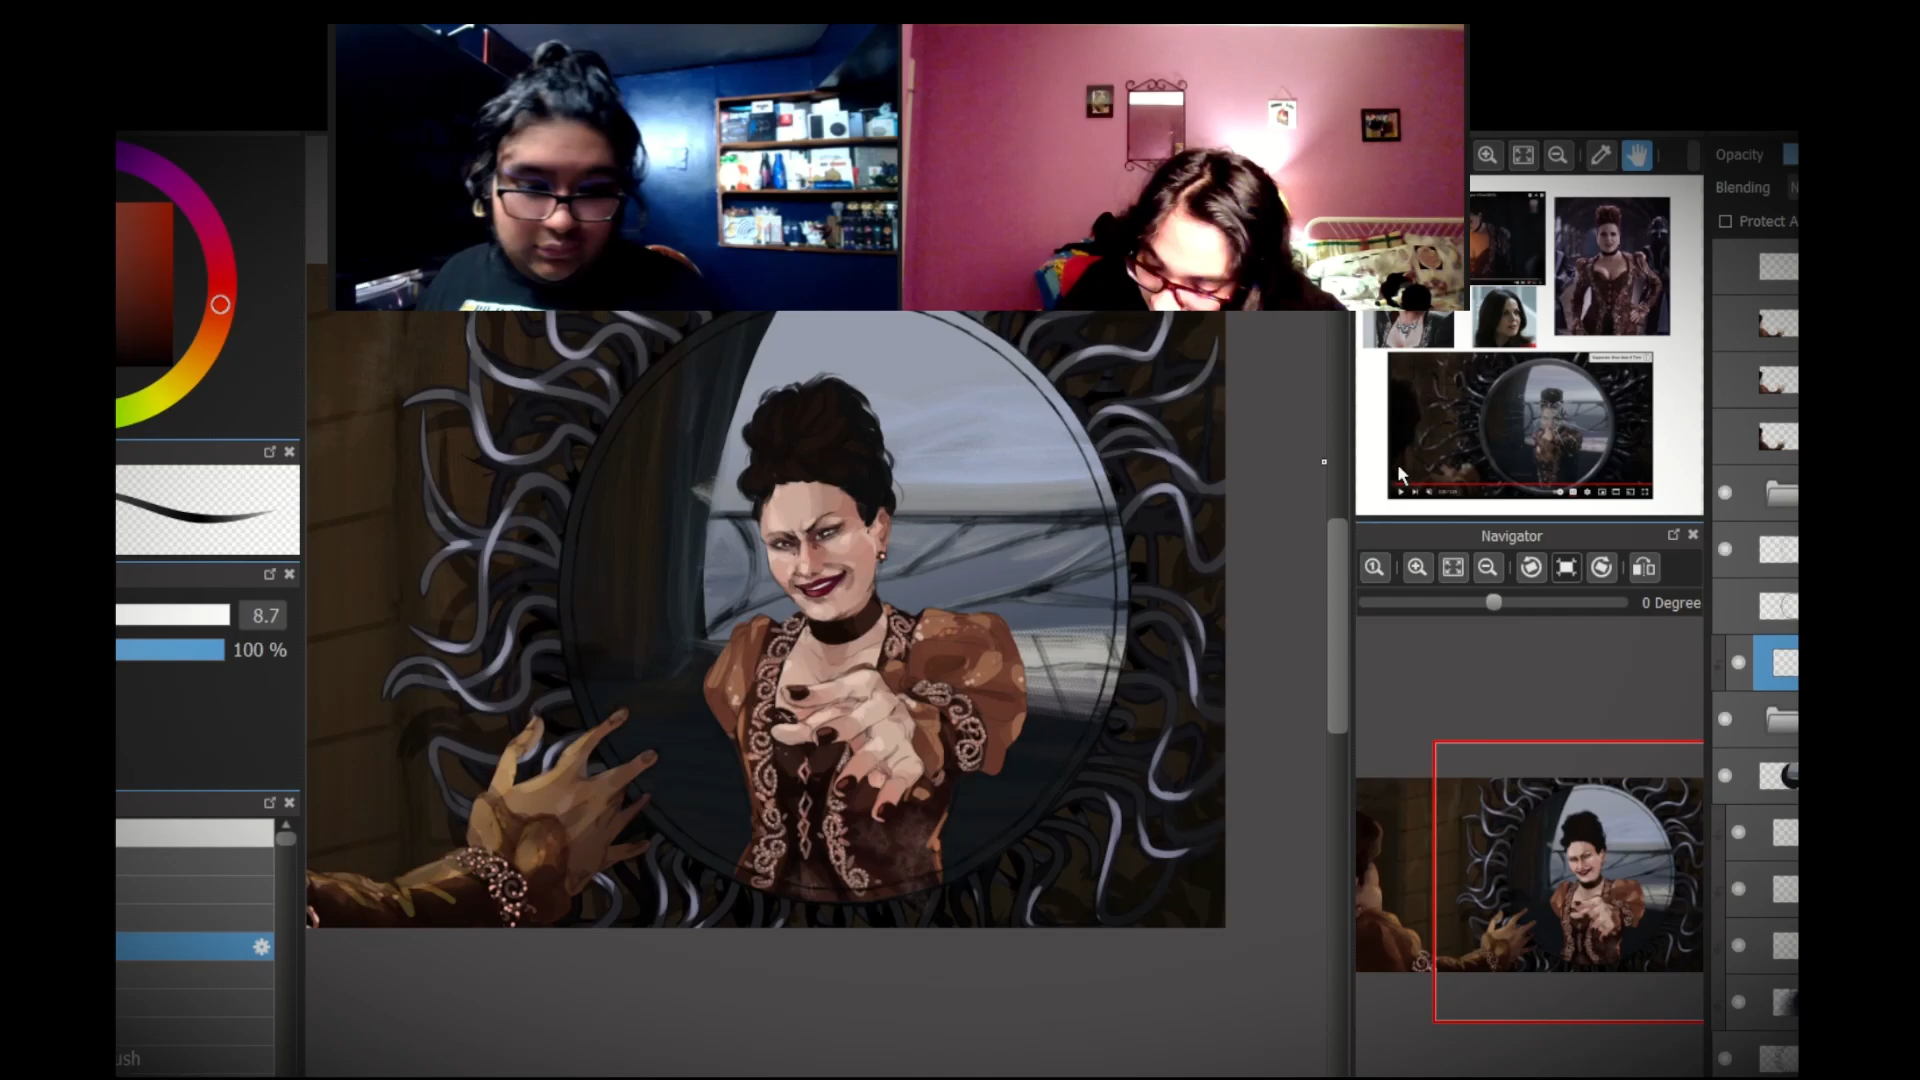 Opacity
Blending
Protect A
Navigator
0 Degree
8.7
100 %
ush